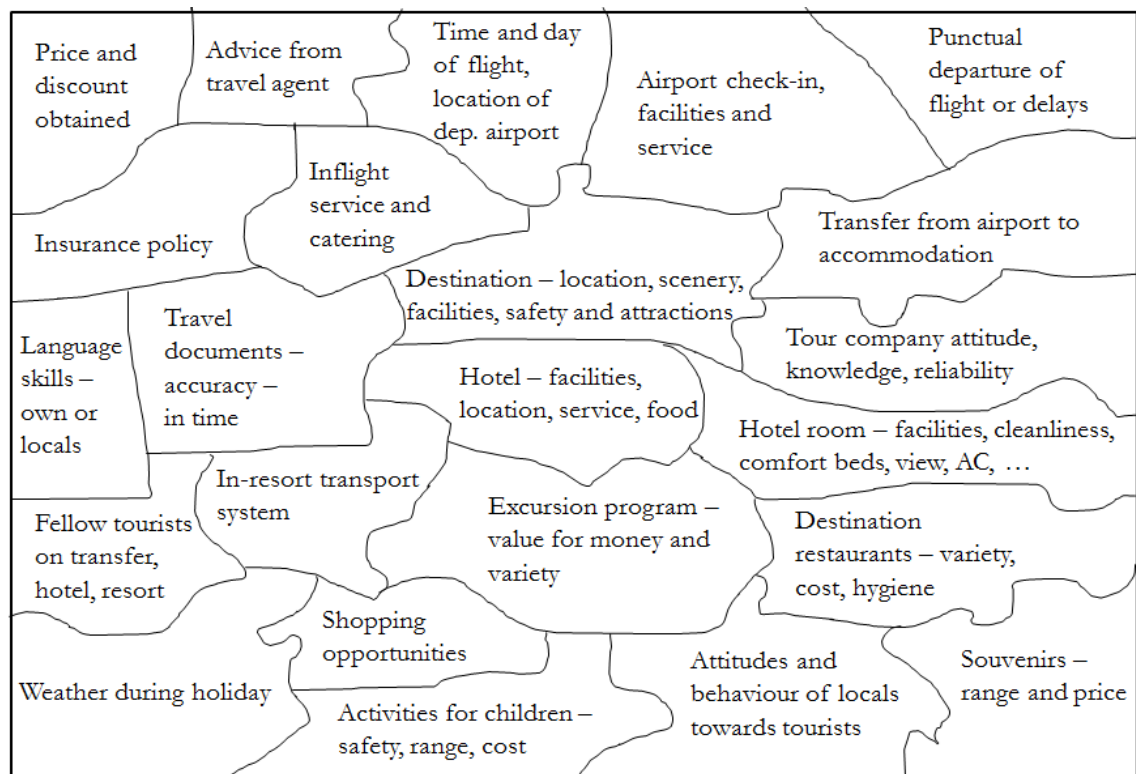 Price and
discount
obtained
Advice from
travel agent
Time and day
of flight,
location of
dep. airport
Airport check-in,
facilities and
service
Punctual
departure of
flight or delays
Insurance policy
Inflight
service and
catering
Destination – location, scenery,
facilities, safety and attractions
Transfer from airport to
accommodation
Language
skills –
own or
locals
Travel
documents –
accuracy –
in time
Hotel – facilities,
location, service, food
Tour company attitude,
knowledge, reliability
Hotel room – facilities, cleanliness,
comfort beds, view, AC, …
Fellow tourists
on transfer,
hotel, resort
In-resort transport
system
Excursion program –
value for money and
variety
Destination
restaurants – variety,
cost, hygiene
Weather during holiday
Shopping
opportunities
Activities for children –
safety, range, cost
Attitudes and
behaviour of locals
towards tourists
Souvenirs –
range and price